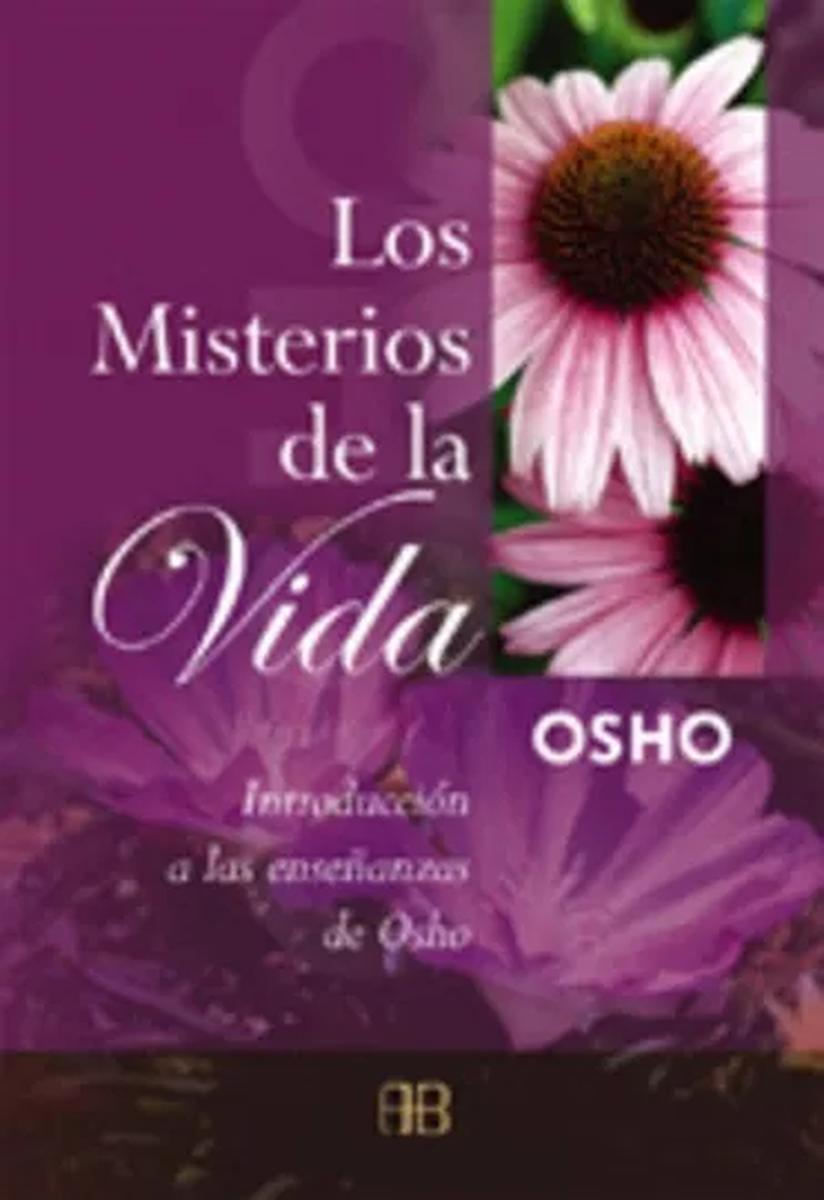 Los
Misterios
de la
Vida
OSHO
Introducción
a las enseñanzas
de Osho
AB